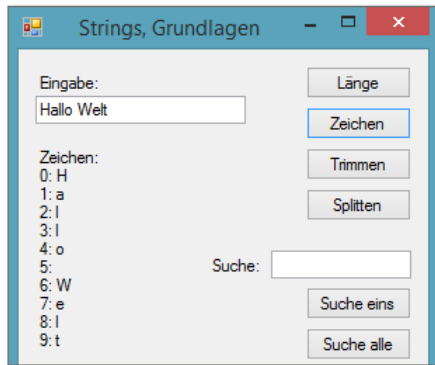 Strings, Grundlagen
Eingabe:
Länge
Hallo Welt
Zeichen
Zeichen:
Trimmen
0: H
1: a
2: l
Splitten
3: l
4: o
5:
Suche:
6: W
7: e
Suche eins
8: l
9: t
Suche alle